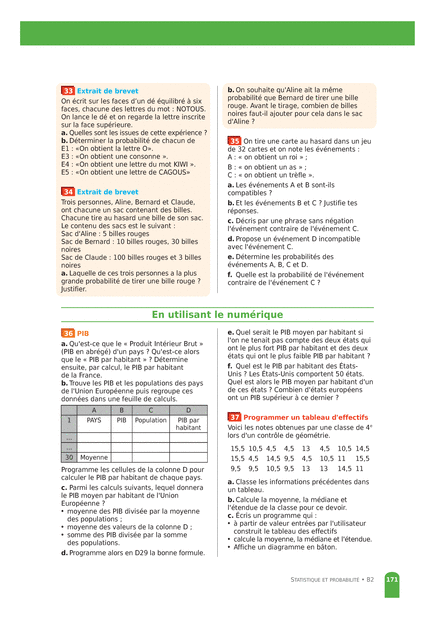 33 Extrait de brevet
On écrit sur les faces d'un dé équilibré à six
faces, chacune des lettres du mot : NOTOUS.
On lance le dé et on regarde la lettre inscrite
sur la face supérieure.
a. Quelles sont les issues de cette expérience ?
b. Déterminer la probabilité de chacun de
E1 : «On obtient la lettre O».
E3 : «On obtient une consonne ».
E4 : «On obtient une lettre du mot KIWI ».
E5 : «On obtient une lettre de CAGOUS»
34 Extrait de brevet
Trois personnes, Aline, Bernard et Claude,
ont chacune un sac contenant des billes.
Chacune tire au hasard une bille de son sac.
Le contenu des sacs est le suivant :
Sac d'Aline : 5 billes rouges
Sac de Bernard : 10 billes rouges, 30 billes
noires
Sac de Claude : 100 billes rouges et 3 billes
noires
a. Laquelle de ces trois personnes a la plus
grande probabilité de tirer une bille rouge ?
Justifier.
b. On souhaite qu'Aline ait la même
probabilité que Bernard de tirer une bille
rouge. Avant le tirage, combien de billes
noires faut-il ajouter pour cela dans le sac
d'Aline ?
35 On tire une carte au hasard dans un jeu
de 32 cartes et on note les événements :
A : « on obtient un roi » ;
B : « on obtient un as » ;
C : « on obtient un trèfle ».
a. Les événements A et B sont-ils
compatibles ?
b. Et les événements B et C ? Justifie tes
réponses.
c. Décris par une phrase sans négation
l'événement contraire de l'événement C.
d. Propose un événement D incompatible
avec l'événement C.
e. Détermine les probabilités des
événements A, B, C et D.
f. Quelle est la probabilité de l'événement
contraire de l'événement C ?
En utilisant le numérique
36 PIB
a. Qu'est-ce que le « Produit Intérieur Brut »
(PIB en abrégé) d'un pays ? Qu'est-ce alors
que le « PIB par habitant » ? Détermine
ensuite, par calcul, le PIB par habitant
de la France.
b. Trouve les PIB et les populations des pays
de l'Union Européenne puis regroupe ces
données dans une feuille de calculs.
A B C D
1 PAYS PIB Population PIB par
habitant
...
...
30 Moyenne
Programme les cellules de la colonne D pour
calculer le PIB par habitant de chaque pays.
c. Parmi les calculs suivants, lequel donnera
le PIB moyen par habitant de l'Union
Européenne ?
• moyenne des PIB divisée par la moyenne
des populations ;
• moyenne des valeurs de la colonne D ;
• somme des PIB divisée par la somme
des populations.
d. Programme alors en D29 la bonne formule.
e. Quel serait le PIB moyen par habitant si
l'on ne tenait pas compte des deux états qui
ont le plus fort PIB par habitant et des deux
états qui ont le plus faible PIB par habitant ?
f. Quel est le PIB par habitant des États-
Unis ? Les États-Unis comportent 50 états.
Quel est alors le PIB moyen par habitant d'un
de ces états ? Combien d'états européens
ont un PIB supérieur à ce dernier ?
37 Programmer un tableau d'effectifs
Voici les notes obtenues par une classe de 4e
lors d'un contrôle de géométrie.
15,5 10,5 4,5 4,5 13 4,5 10,5 14,5
15,5 4,5 14,5 9,5 4,5 10,5 11 15,5
9,5 9,5 10,5 9,5 13 13 14,5 11
a. Classe les informations précédentes dans
un tableau.
b. Calcule la moyenne, la médiane et
l'étendue de la classe pour ce devoir.
c. Écris un programme qui :
• à partir de valeur entrées par l'utilisateur
construit le tableau des effectifs
• calcule la moyenne, la médiane et l'étendue.
• Affiche un diagramme en bâton.
STATISTIQUE ET PROBABILITÉ • B2 171